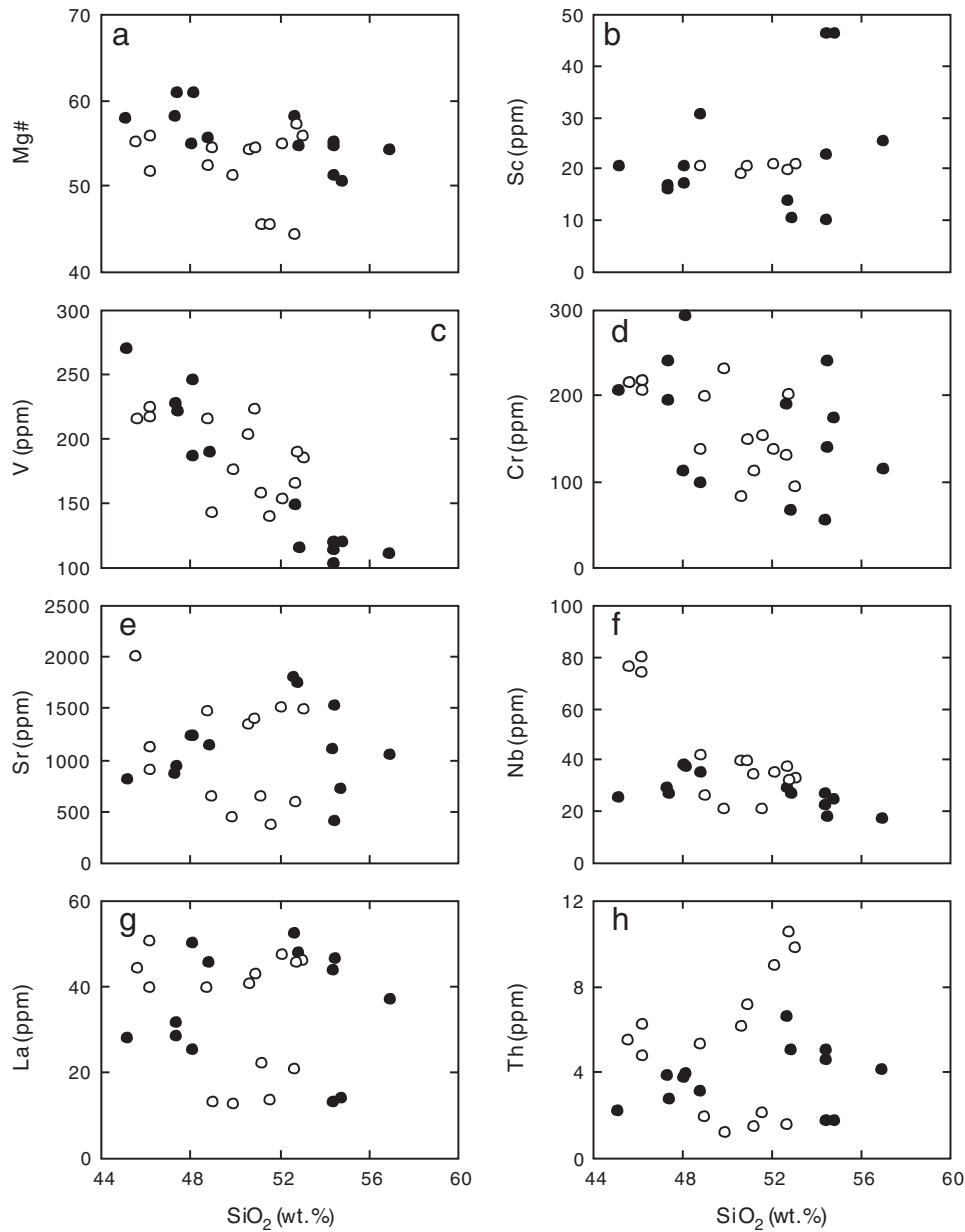 a
70
60
50
40
Mg#
b
50
40
30
20
10
0
Sc (ppm)
c
300
250
200
150
100
V (ppm)
d
300
200
100
0
Cr (ppm)
e
2500
2000
1500
1000
500
0
Sr (ppm)
f
100
80
60
40
20
0
Nb (ppm)
g
60
40
20
0
La (ppm)
44 48 52 56 60
SiO2 (wt.%)
h
12
8
4
0
Th (ppm)
44 48 52 56 60
SiO2 (wt.%)